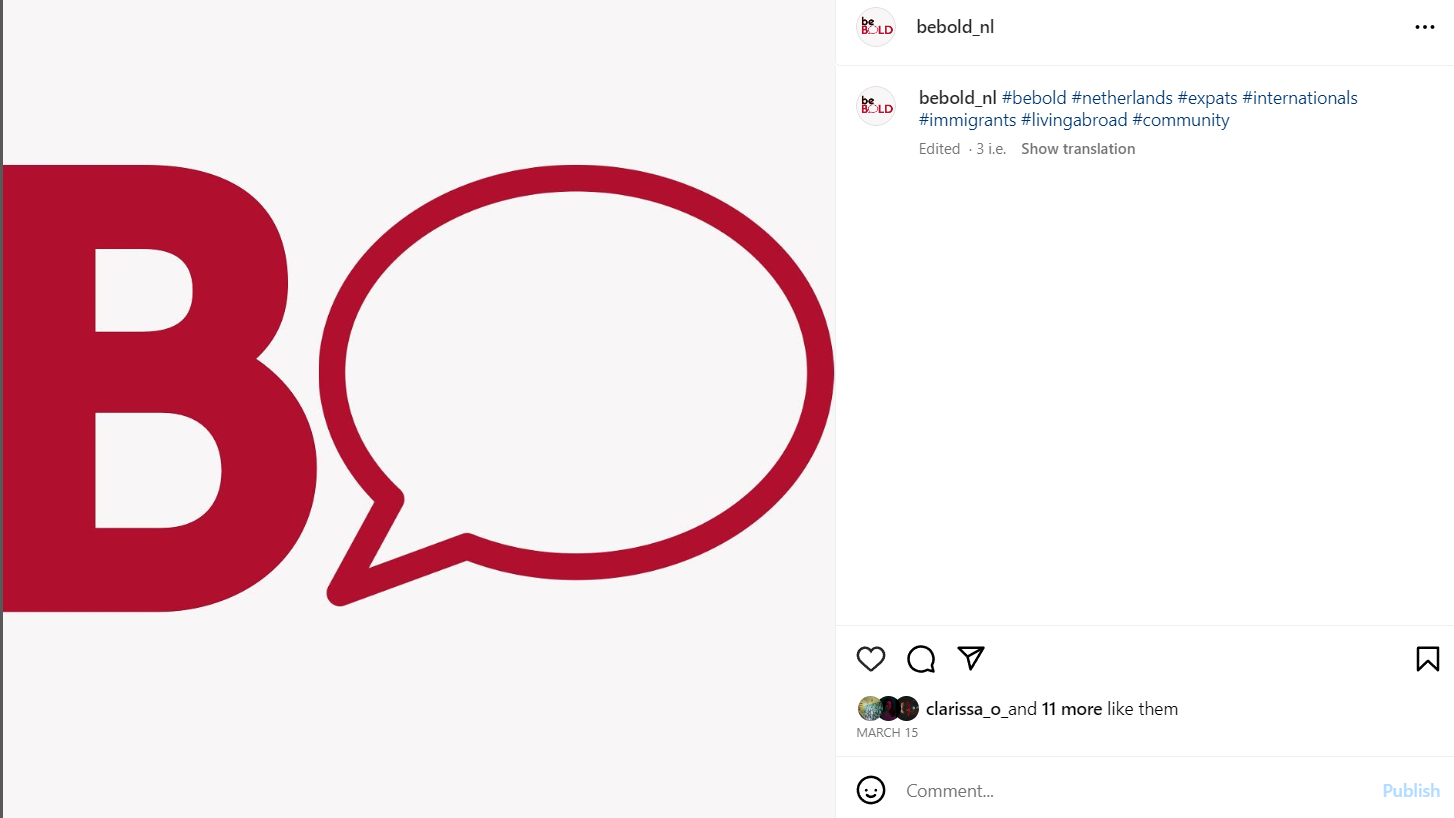 B
be
BOLD
bebold_nl
be
BOLD
bebold_nl #bebold #netherlands #expats #internationals
#immigrants #livingabroad #community
Edited · 3 i.e. Show translation
clarissa_o_and 11 more like them
MARCH 15
Comment...
Publish